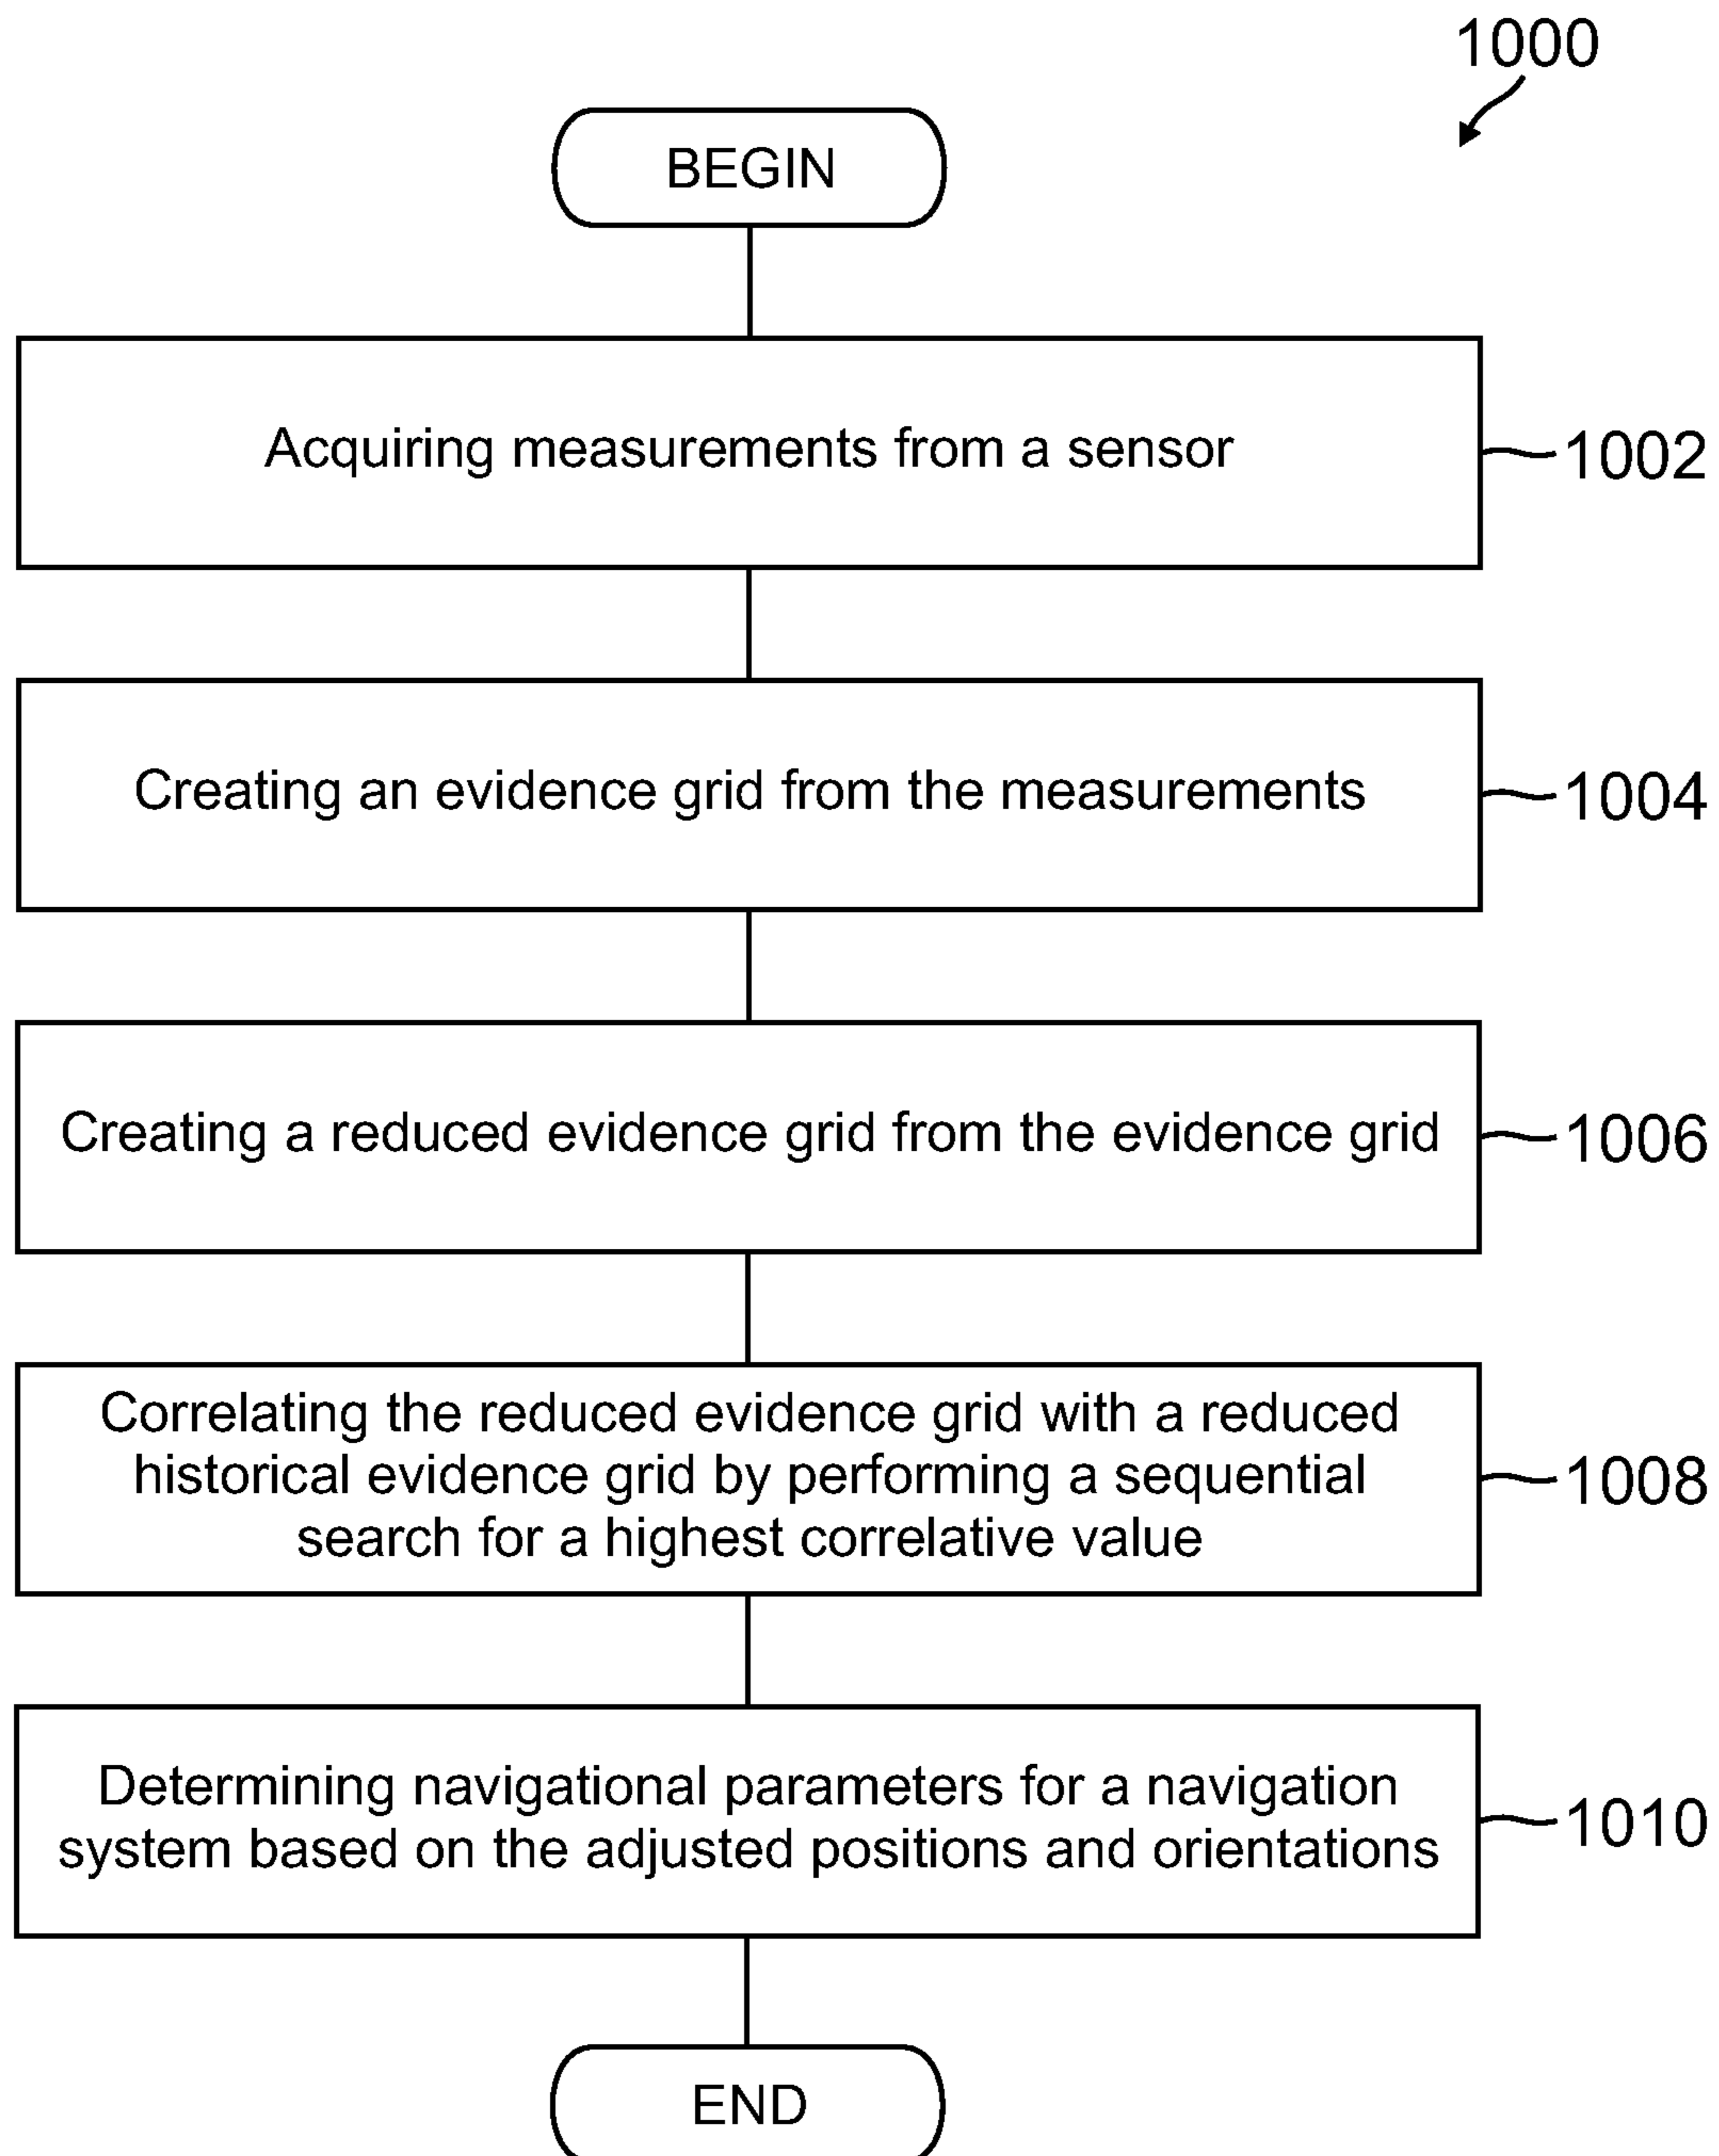 1000
BEGIN
Acquiring measurements from a sensor
1002
Creating an evidence grid from the measurements
1004
Creating a reduced evidence grid from the evidence grid
1006
Correlating the reduced evidence grid with a reduced
historical evidence grid by performing a sequential
search for a highest correlative value
1008
Determining navigational parameters for a navigation
system based on the adjusted positions and orientations
1010
END